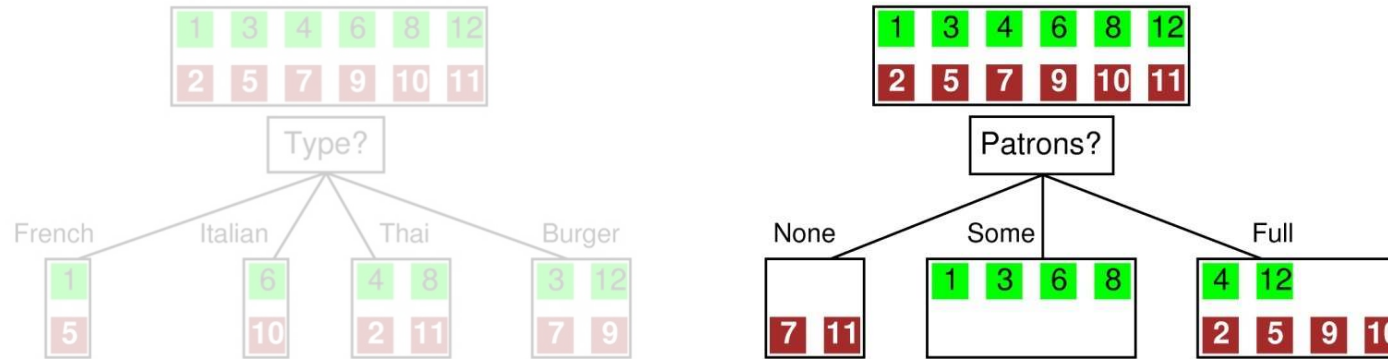 1 3 4 6 8 12
2 5 7 9 10 11
Type?
French Italian Thai Burger
1 6 4 8 3 12
5 10 2 11 7 9
1 3 4 6 8 12
2 5 7 9 10 11
Patrons?
None Some Full
1 3 6 8 4 12
7 11 2 5 9 10